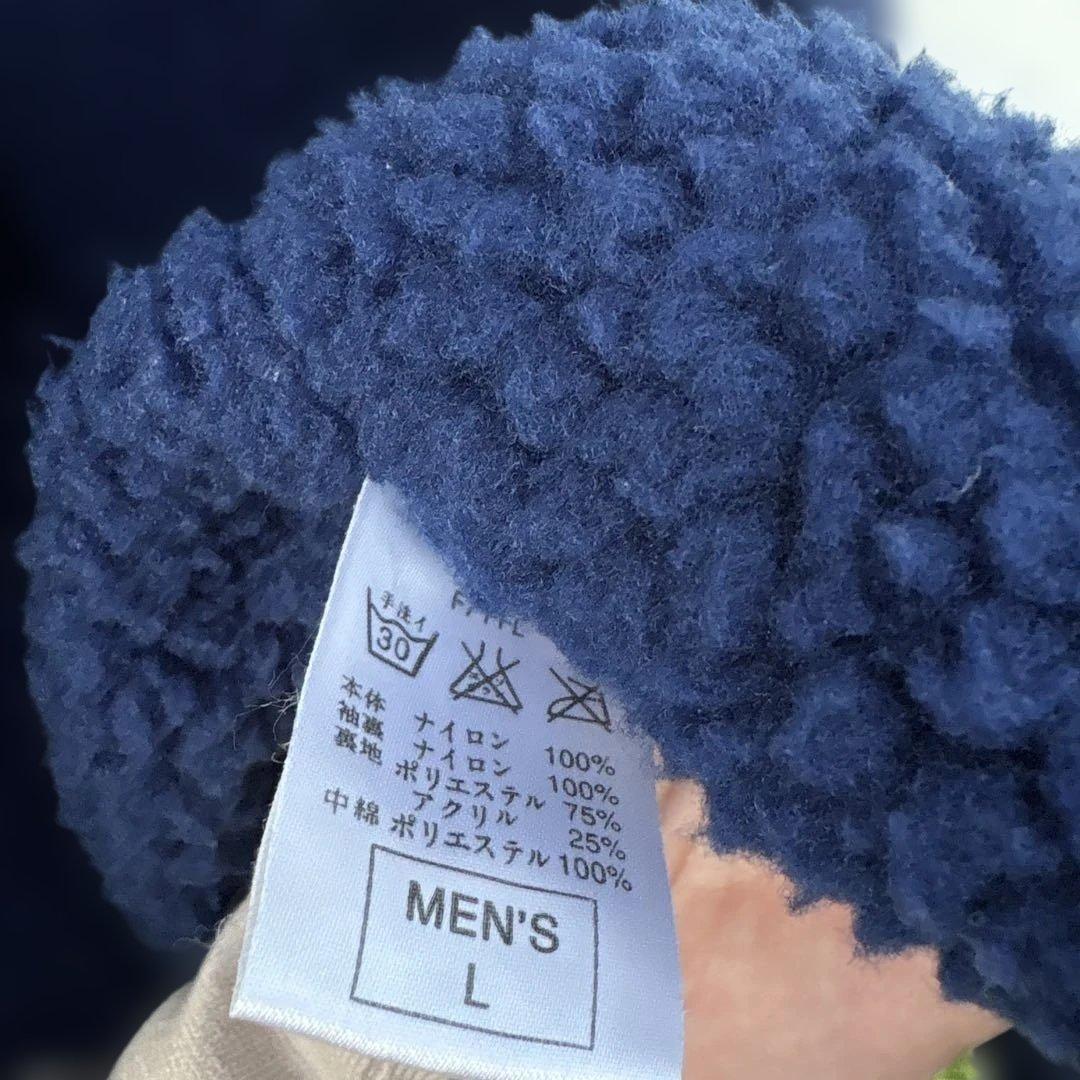 手洗イ
30
本体 ナイロン 100%
袖裏 ナイロン 100%
裏地 ポリエステル 75%
アクリル 25%
中綿 ポリエステル 100%
MEN'S
L